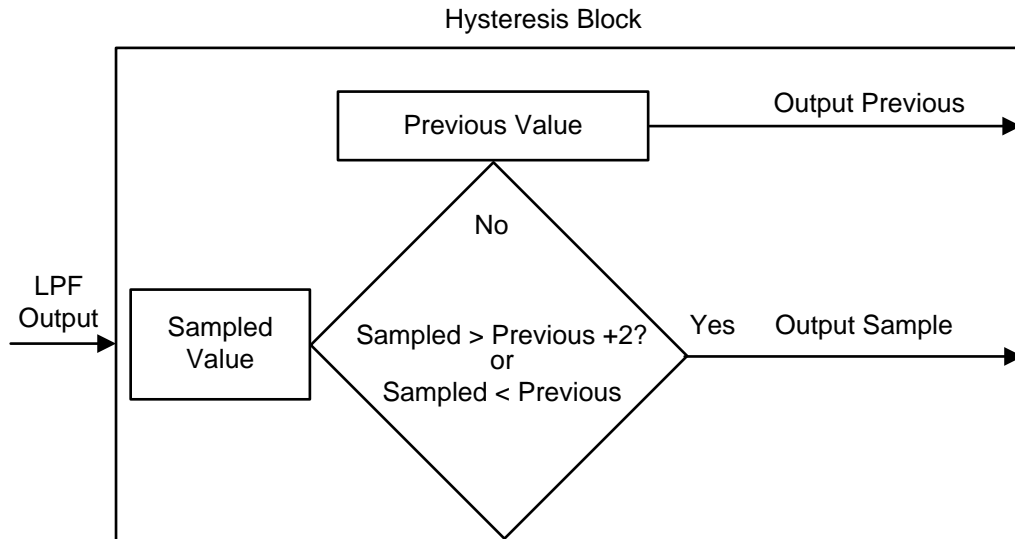 Hysteresis Block
Previous Value
Output Previous
No
LPF
Output
Sampled
Value
Sampled > Previous +2?
or
Sampled < Previous
Yes
Output Sample